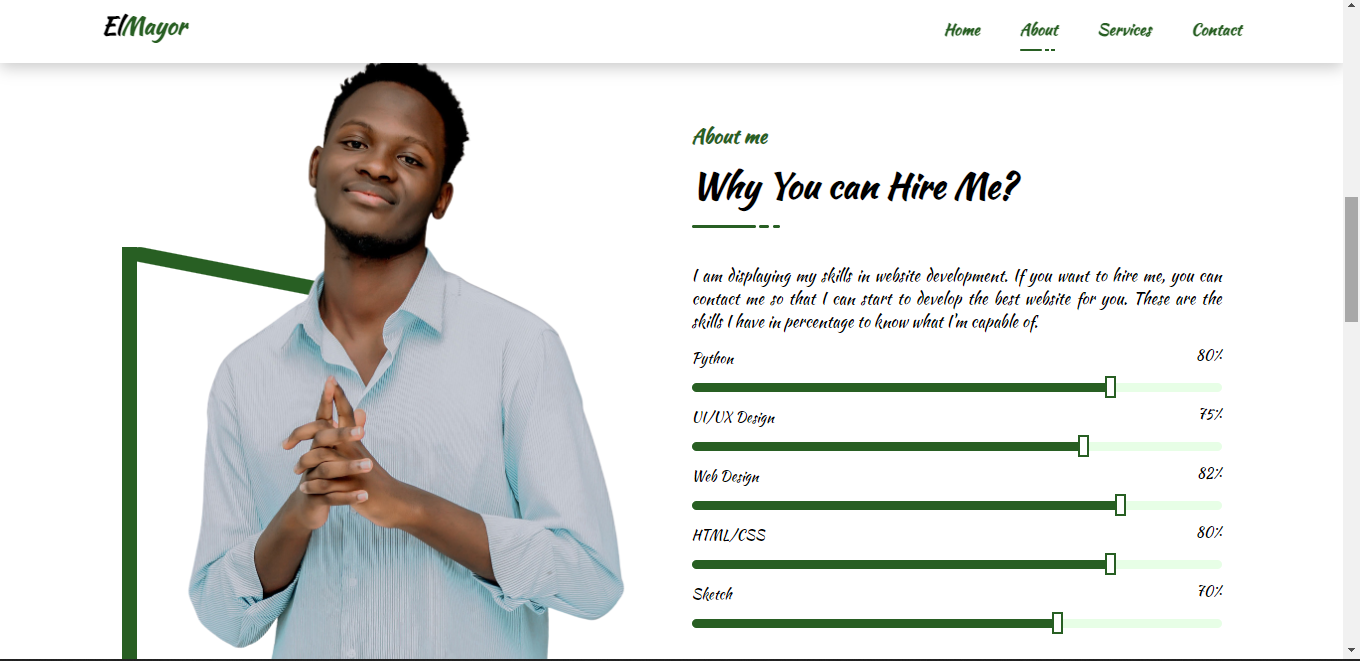 ElMayor
Home About Services Contact
About me
Why You can Hire Me?
I am displaying my skills in website development. If you want to hire me, you can
contact me so that I can start to develop the best website for you. These are the
skills I have in percentage to know what I'm capable of.
Python 80%
UI/UX Design 75%
Web Design 82%
HTML/CSS 80%
Sketch 70%